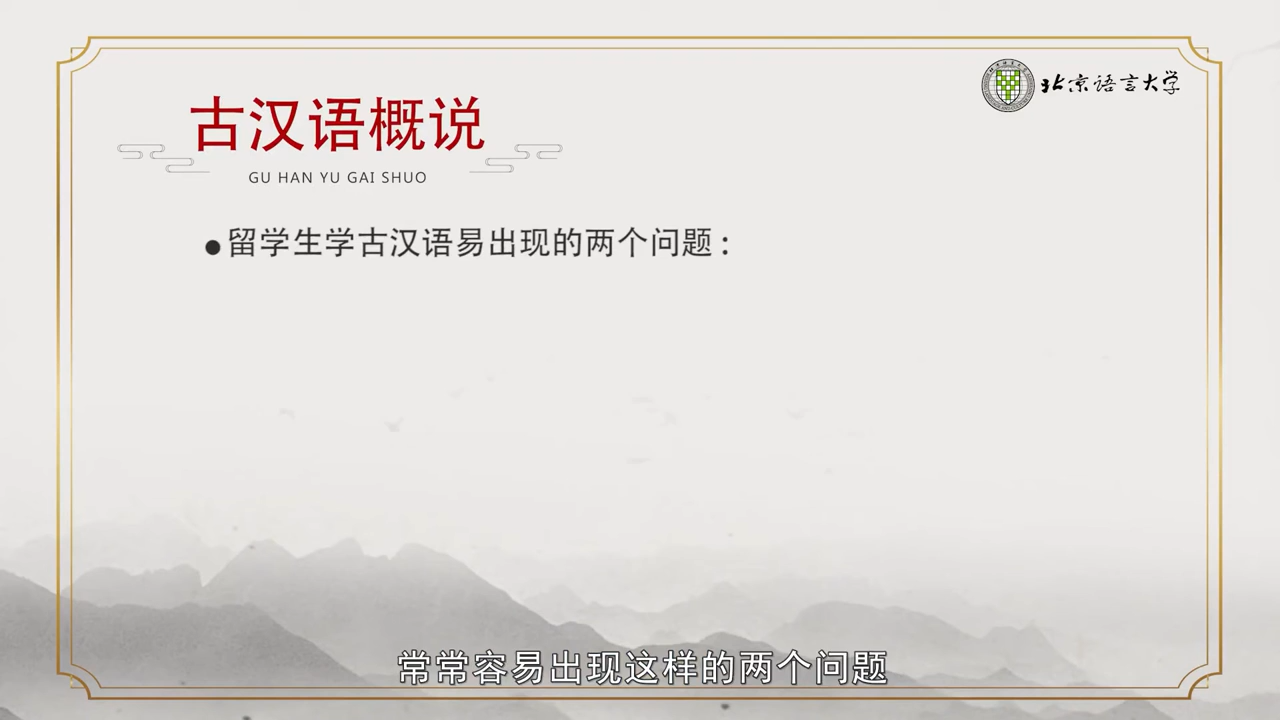 北京语言大学
古汉语概说
GU HAN YU GAI SHUO
●留学生学古汉语易出现的两个问题：
常常容易出现这样的两个问题